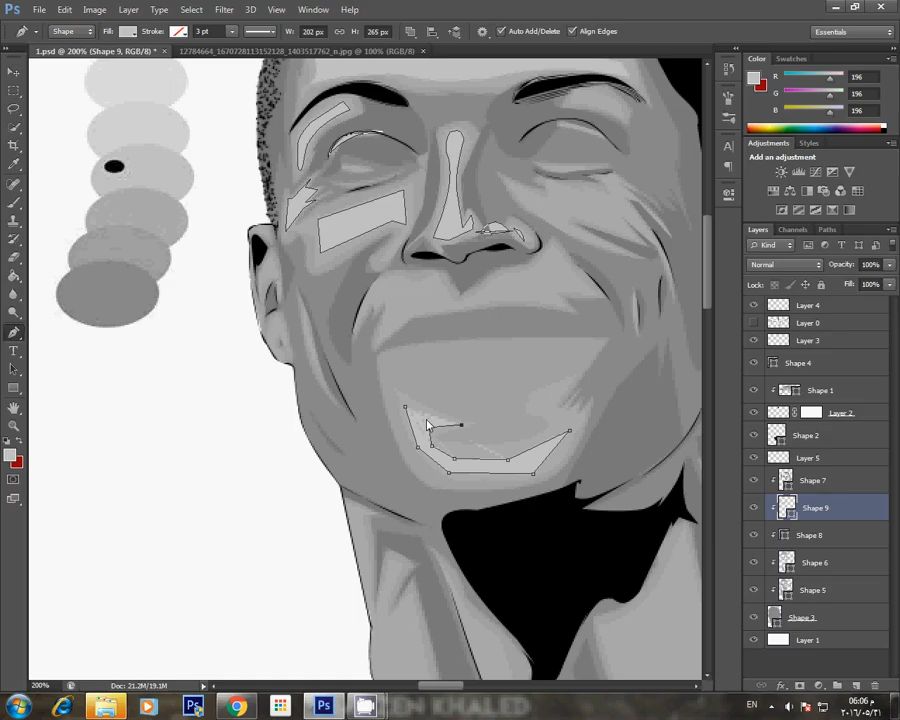 Ps File Edit Image Layer Type Select Filter 3D View Window Help
Shape Fill: Stroke: 3 pt W: 202 px H: 265 px Auto Add/Delete Align Edges Essentials
1.psd @ 200% (Shape 9, RGB/8) * × 12784664_1670728113152128_1403517762_n.jpg @ 100% (RGB/8) ×
Color Swatches
R 196
G 196
B 196
Adjustments Styles
Add an adjustment
Layers Channels Paths
Kind
Normal Opacity: 100%
Lock: Fill: 100%
Layer 4
Layer 0
Layer 3
Shape 4
Shape 1
Layer 2
Shape 2
Layer 5
Shape 7
Shape 9
Shape 8
Shape 6
Shape 5
Shape 3
Layer 1
200% Doc: 21.2M/19.1M
EN 06:06 م
٢٠١٦/٠٥/٣١